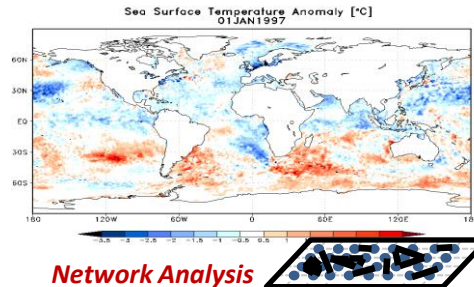 Sea Surface Temperature Anomaly [°C]
01JAN1997
60N
30N
EQ
30S
60S
180 120W 60W 0 60E 120E 180
-3.5 -3 -2.5 -2 -1.5 -1 -0.5 0.5 1
Network Analysis